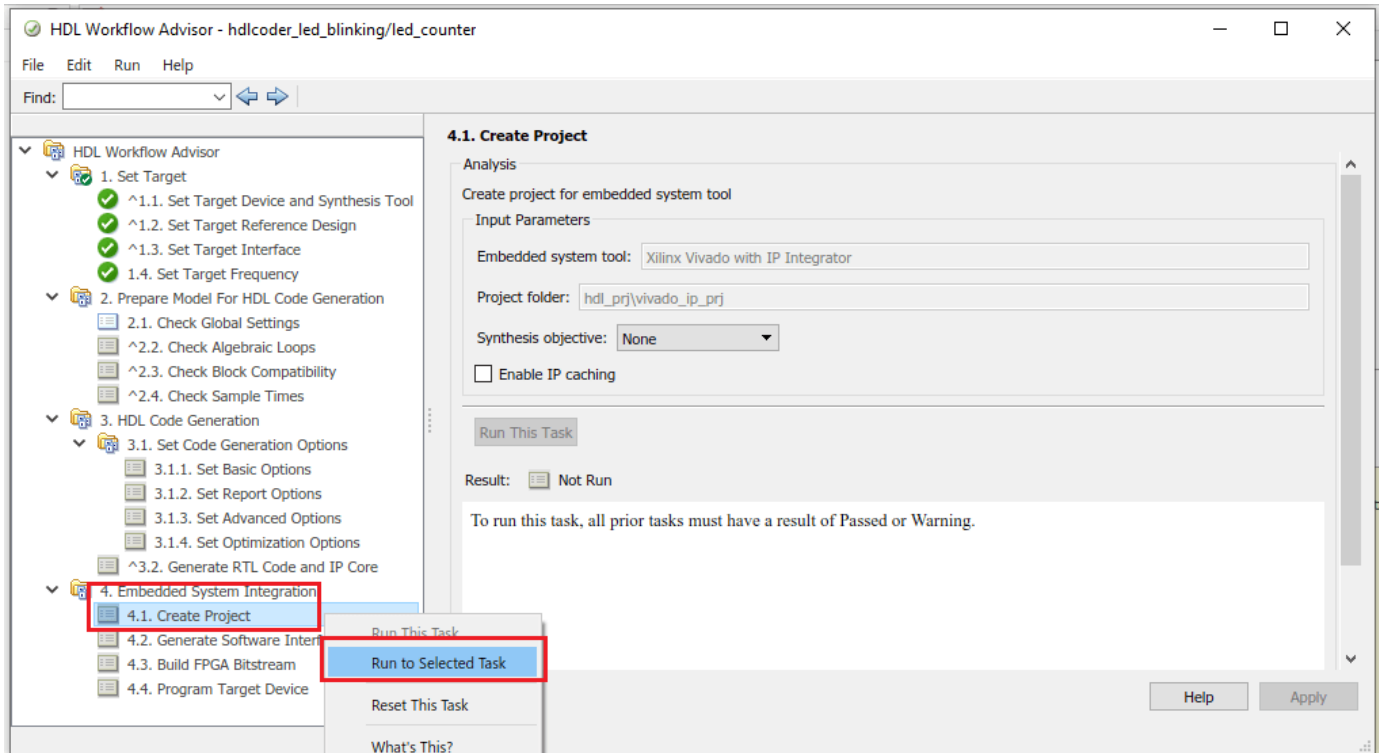 HDL Workflow Advisor - hdlcoder_led_blinking/led_counter
File Edit Run Help
Find:
HDL Workflow Advisor
1. Set Target
^1.1. Set Target Device and Synthesis Tool
^1.2. Set Target Reference Design
^1.3. Set Target Interface
1.4. Set Target Frequency
2. Prepare Model For HDL Code Generation
2.1. Check Global Settings
^2.2. Check Algebraic Loops
^2.3. Check Block Compatibility
^2.4. Check Sample Times
3. HDL Code Generation
3.1. Set Code Generation Options
3.1.1. Set Basic Options
3.1.2. Set Report Options
3.1.3. Set Advanced Options
3.1.4. Set Optimization Options
^3.2. Generate RTL Code and IP Core
4. Embedded System Integration
4.1. Create Project
4.2. Generate Software Interf
4.3. Build FPGA Bitstream
4.4. Program Target Device
Run This Task
Run to Selected Task
Reset This Task
What's This?
4.1. Create Project
Analysis
Create project for embedded system tool
Input Parameters
Embedded system tool: Xilinx Vivado with IP Integrator
Project folder: hdl_prj\vivado_ip_prj
Synthesis objective: None
Enable IP caching
Run This Task
Result: Not Run
To run this task, all prior tasks must have a result of Passed or Warning.
Help Apply